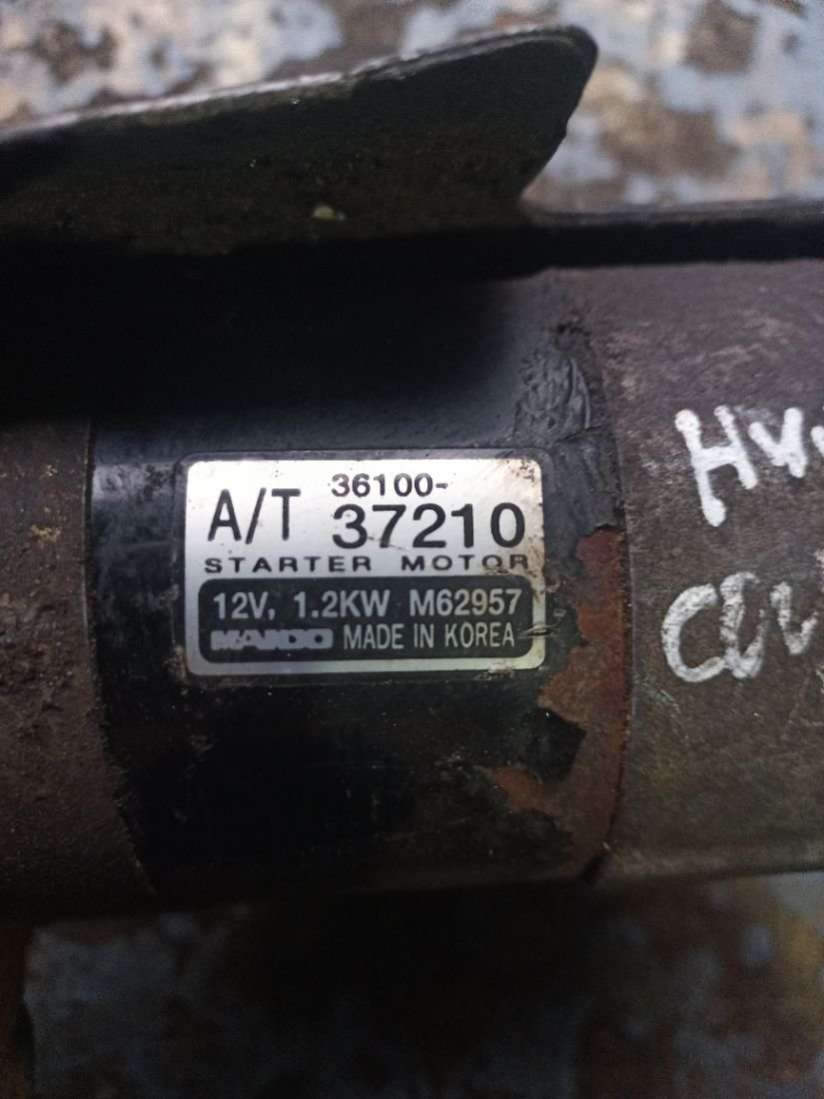 A/T 36100-
37210
STARTER MOTOR
12V, 1.2KW M62957
MANDO MADE IN KOREA